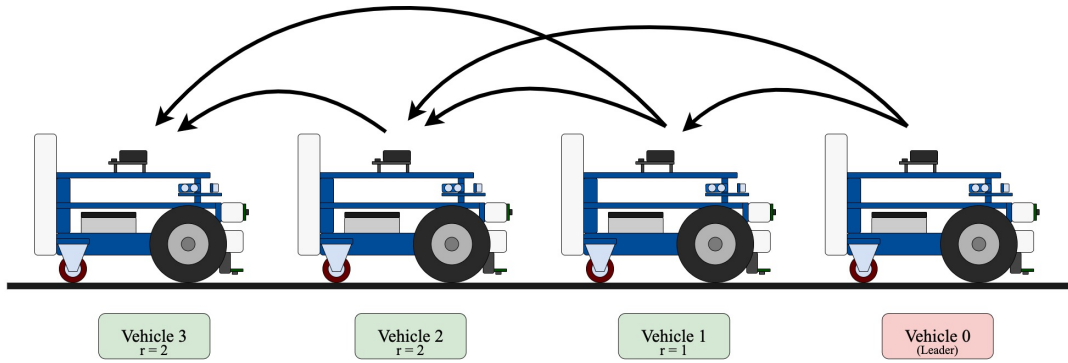 Vehicle 3
r = 2
Vehicle 2
r = 2
Vehicle 1
r = 1
Vehicle 0
(Leader)